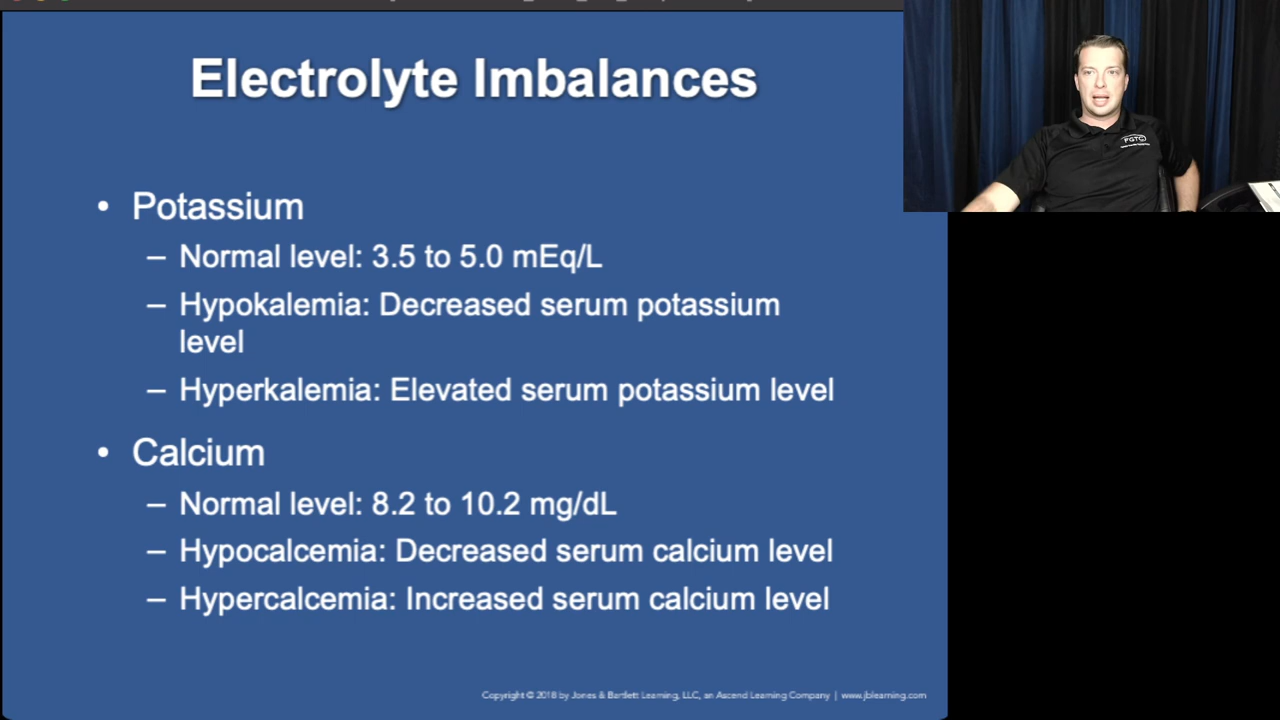 Electrolyte Imbalances
• Potassium
– Normal level: 3.5 to 5.0 mEq/L
– Hypokalemia: Decreased serum potassium
level
– Hyperkalemia: Elevated serum potassium level
• Calcium
– Normal level: 8.2 to 10.2 mg/dL
– Hypocalcemia: Decreased serum calcium level
– Hypercalcemia: Increased serum calcium level
Copyright © 2018 by Jones & Bartlett Learning, LLC, an Ascend Learning Company | www.jblearning.com
FGTC